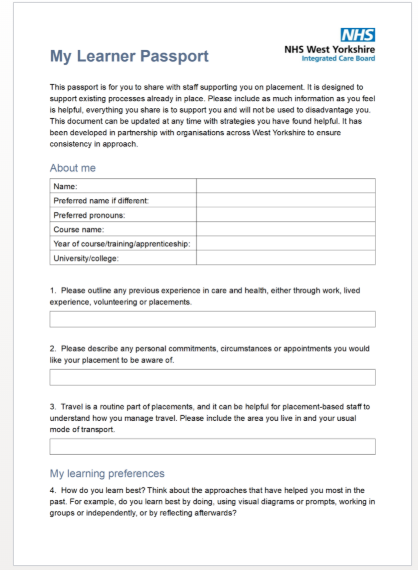 NHS
NHS West Yorkshire
Integrated Care Board
My Learner Passport
This passport is for you to share with staff supporting you on placement. It is designed to
support existing processes already in place. Please include as much information as you feel
is helpful, everything you share is to support you and will not be used to disadvantage you.
This document can be updated at any time with strategies you have found helpful. It has
been developed in partnership with organisations across West Yorkshire to ensure
consistency in approach.
About me
Name:
Preferred name if different:
Preferred pronouns:
Course name:
Year of course/training/apprenticeship:
University/college:
1. Please outline any previous experience in care and health, either through work, lived
experience, volunteering or placements.
2. Please describe any personal commitments, circumstances or appointments you would
like your placement to be aware of.
3. Travel is a routine part of placements, and it can be helpful for placement-based staff to
understand how you manage travel. Please include the area you live in and your usual
mode of transport.
My learning preferences
4. How do you learn best? Think about the approaches that have helped you most in the
past. For example, do you learn best by doing, using visual diagrams or prompts, working in
groups or independently, or by reflecting afterwards?